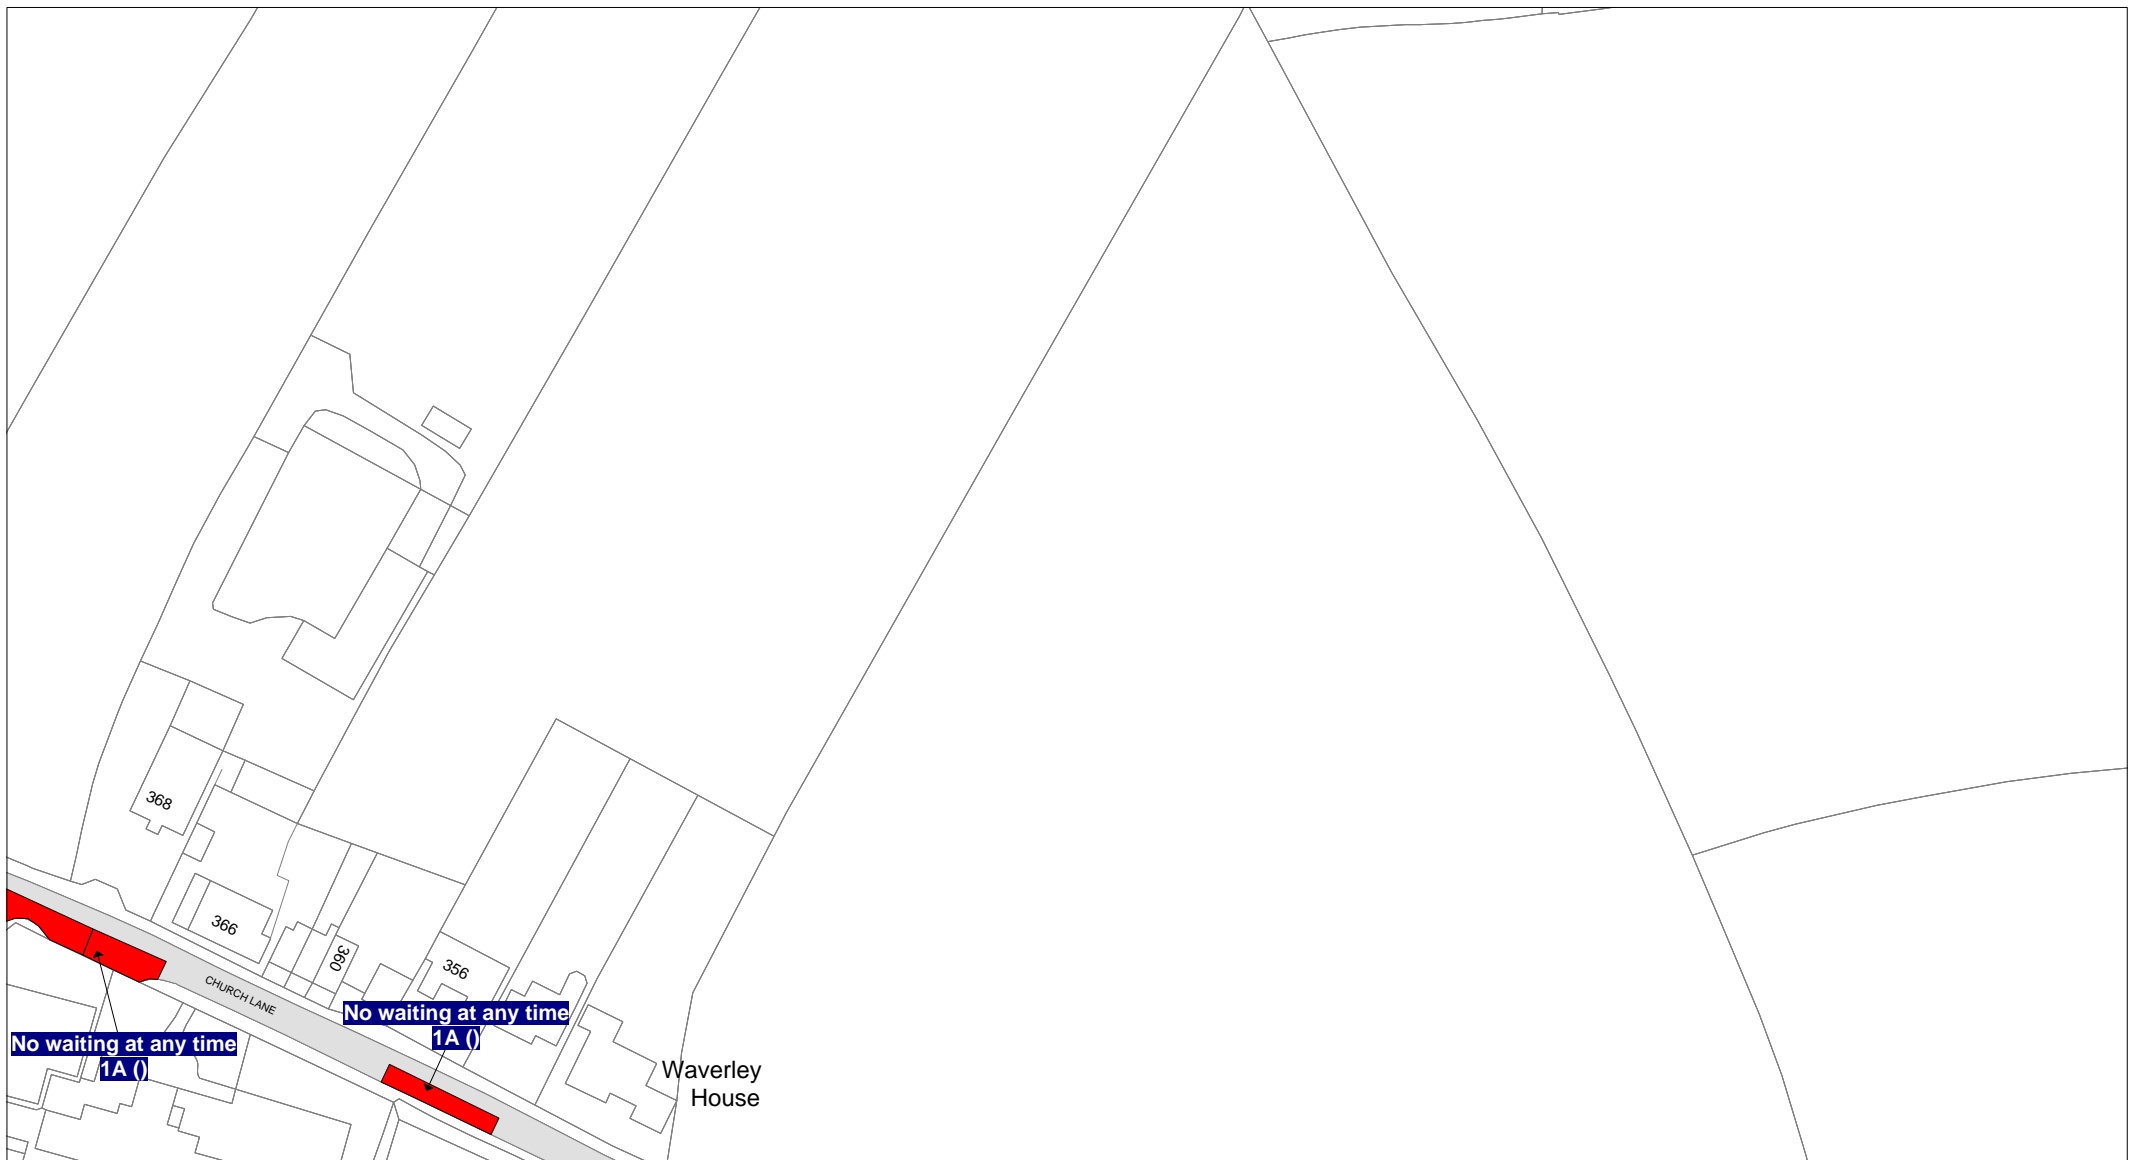 368
366
360
356
CHURCH LANE
No waiting at any time
1A ()
No waiting at any time
1A ()
Waverley
House